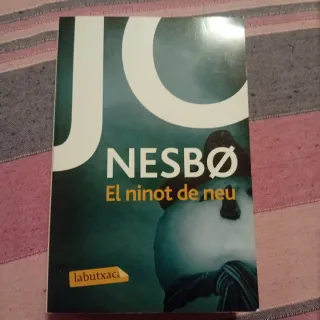 JO
NESBØ
El ninot de neu
labutxaca